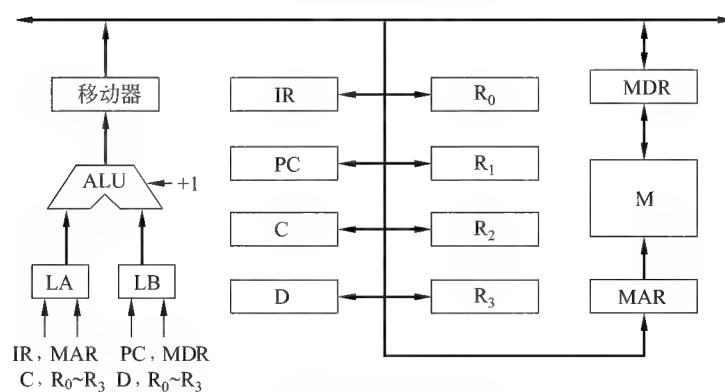 移动器
IR
R₀
MDR
ALU
+1
PC
R₁
M
C
R₂
LA
LB
D
R₃
MAR
IR，MAR
PC，MDR
C，R₀~R₃
D，R₀~R₃